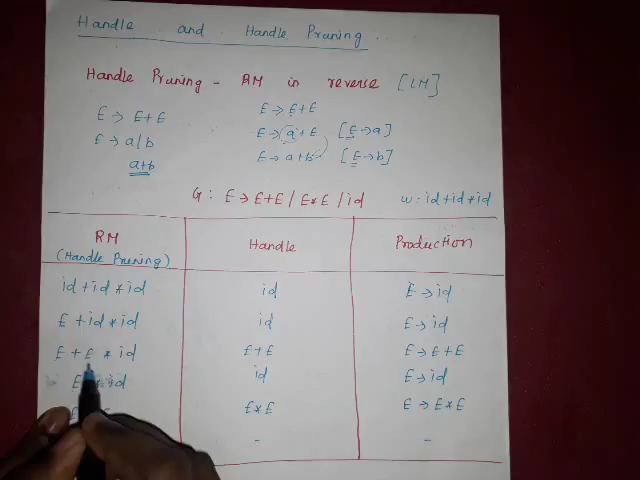 Handle and Handle Pruning.
Handle Pruning - RM in reverse [LM]
E → E+E
E → a/b
a+b
E → E+E
E → a+E [E→a]
E → a+b [E→b]
G : E → E+E / E*E / id w : id+id*id
RM (Handle Pruning) Handle Production
id+id*id id E→id
E+id*id id E→id
E+E*id E+E E→E+E
E*id id E→id
E*E E→E*E
- -